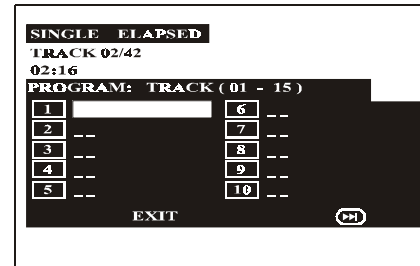 SINGLE ELAPSED
TRACK 02/42
02:16
PROGRAM: TRACK ( 01 - 15 )
1 6 _ _
2 _ _ 7 _ _
3 _ _ 8 _ _
4 _ _ 9 _ _
5 _ _ 10 _ _
EXIT